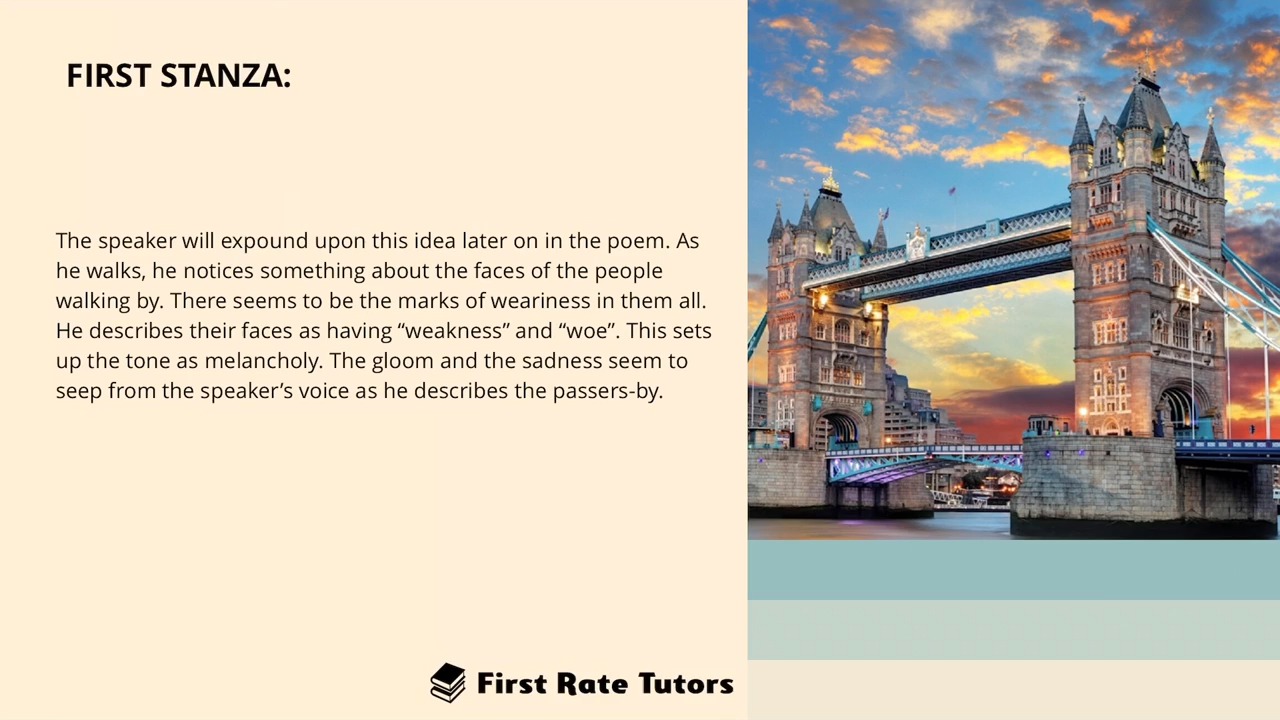 FIRST STANZA:
The speaker will expound upon this idea later on in the poem. As
he walks, he notices something about the faces of the people
walking by. There seems to be the marks of weariness in them all.
He describes their faces as having “weakness” and “woe”. This sets
up the tone as melancholy. The gloom and the sadness seem to
seep from the speaker’s voice as he describes the passers-by.
First Rate Tutors